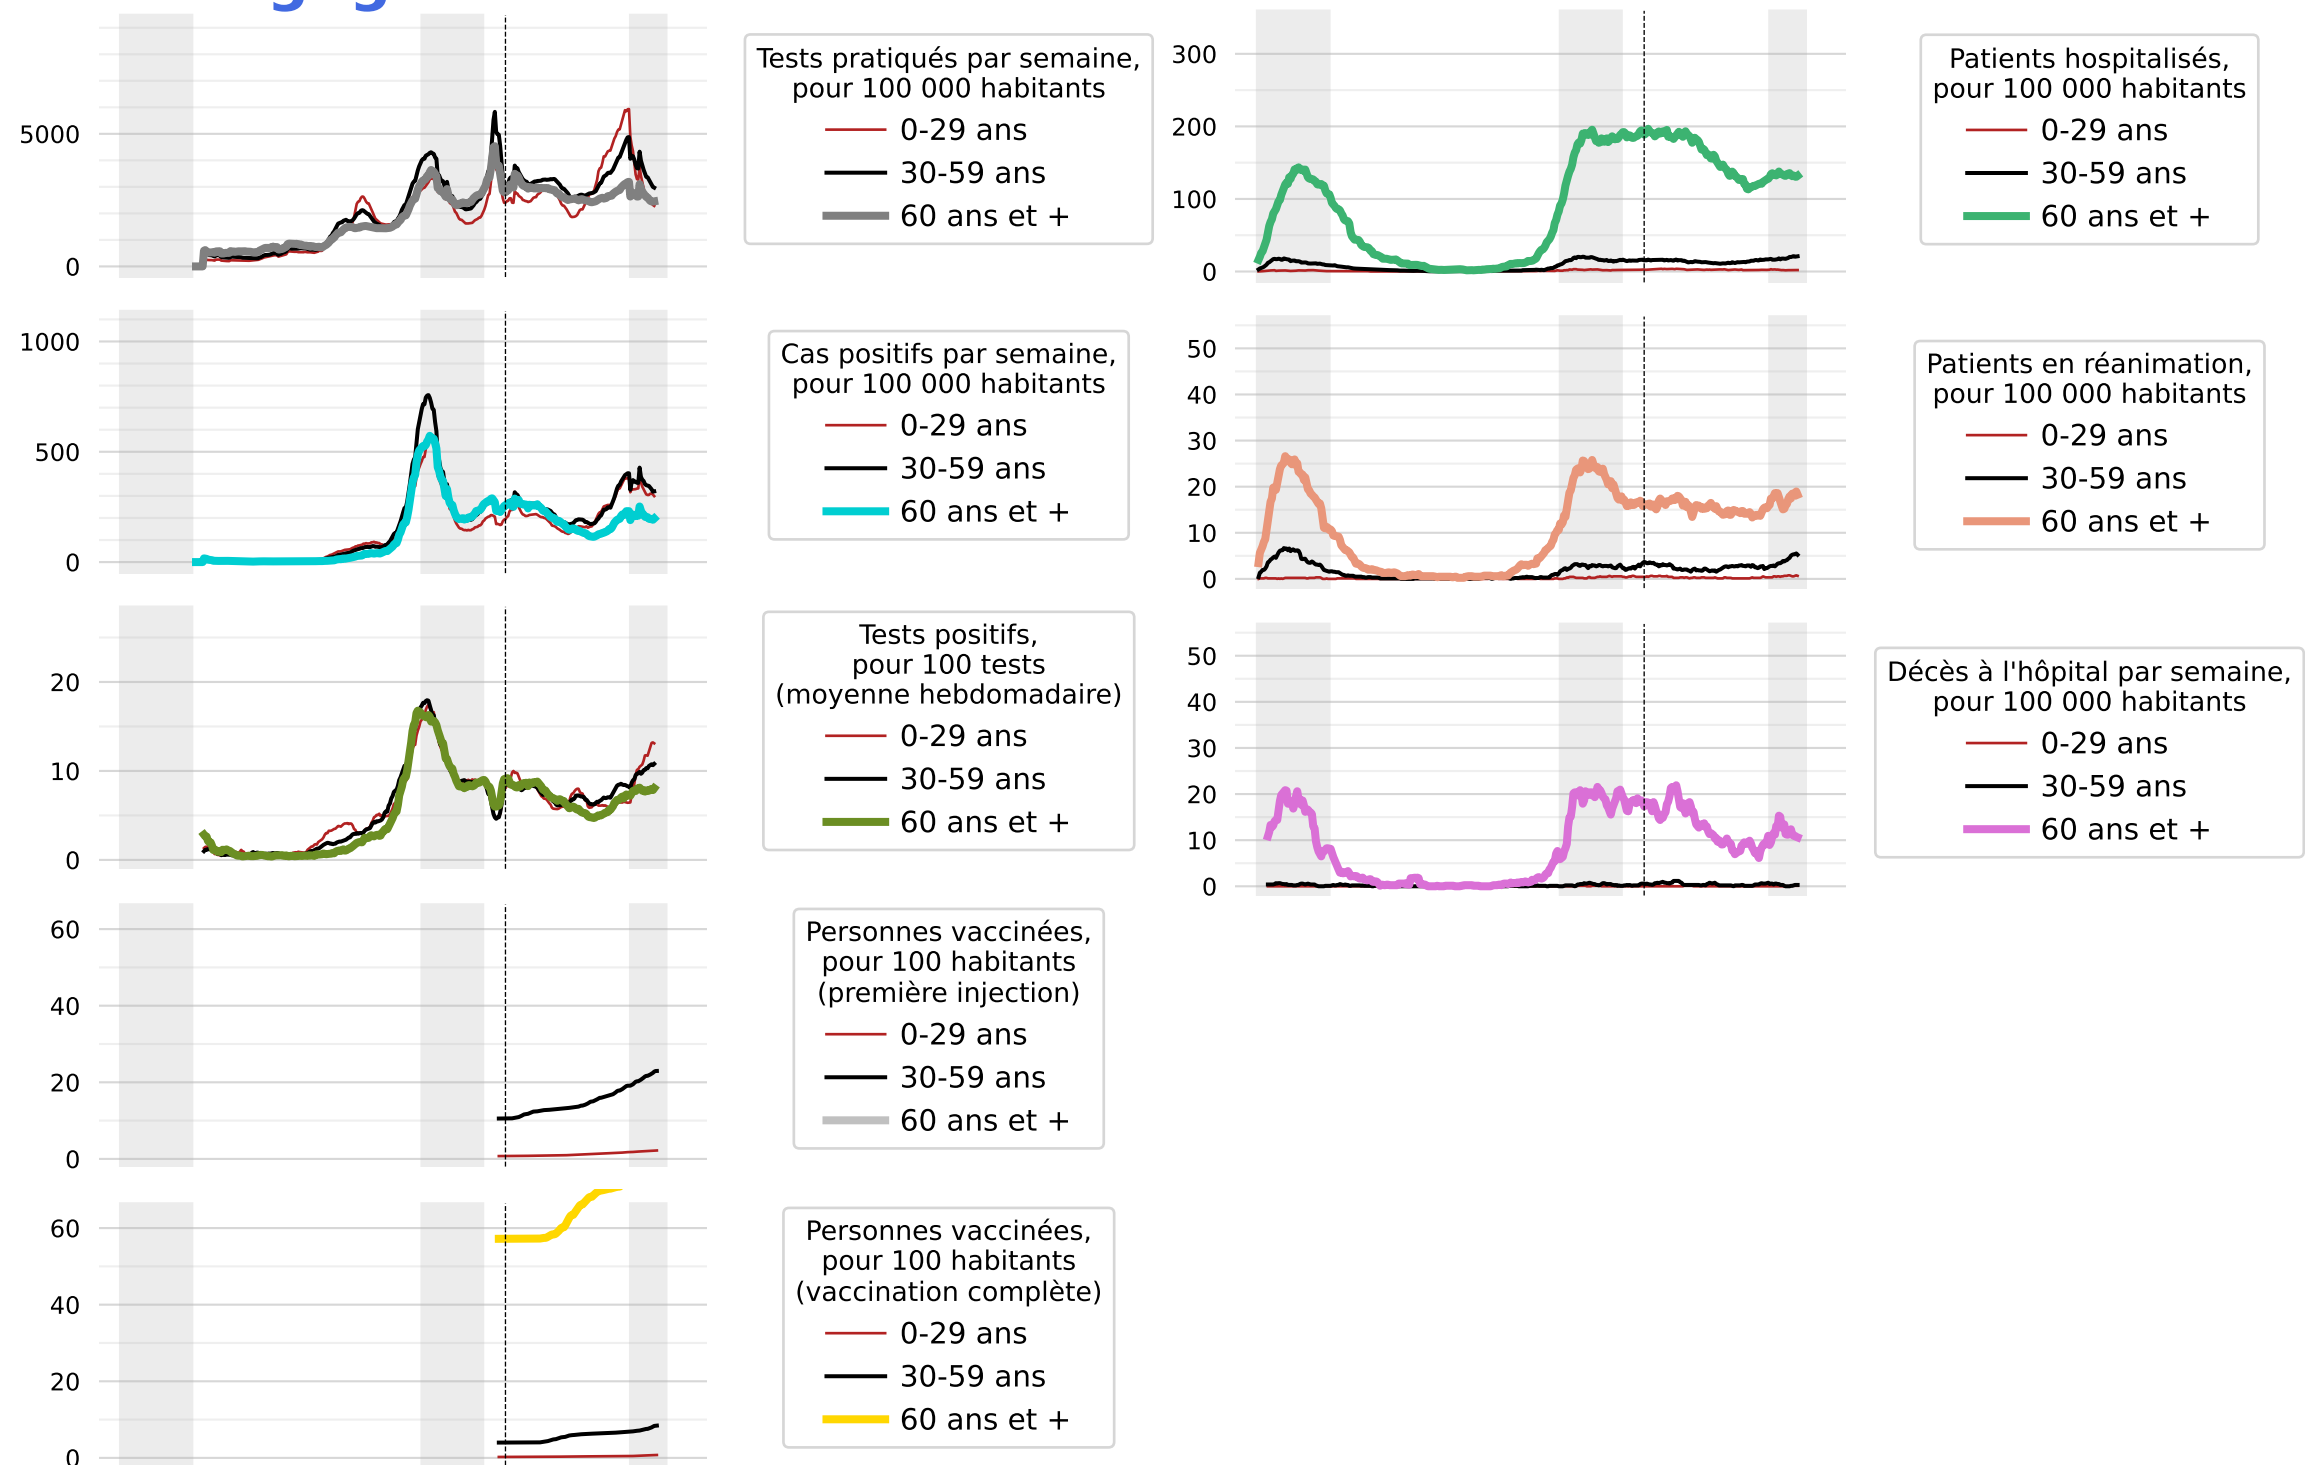 5000
0
Tests pratiqués par semaine,
pour 100 000 habitants
0-29 ans
30-59 ans
60 ans et +
1000
500
0
Cas positifs par semaine,
pour 100 000 habitants
0-29 ans
30-59 ans
60 ans et +
20
10
0
Tests positifs,
pour 100 tests
(moyenne hebdomadaire)
0-29 ans
30-59 ans
60 ans et +
60
40
20
0
Personnes vaccinées,
pour 100 habitants
(première injection)
0-29 ans
30-59 ans
60 ans et +
60
40
20
0
Personnes vaccinées,
pour 100 habitants
(vaccination complète)
0-29 ans
30-59 ans
60 ans et +
300
200
100
0
Patients hospitalisés,
pour 100 000 habitants
0-29 ans
30-59 ans
60 ans et +
50
40
30
20
10
0
Patients en réanimation,
pour 100 000 habitants
0-29 ans
30-59 ans
60 ans et +
50
40
30
20
10
0
Décès à l'hôpital par semaine,
pour 100 000 habitants
0-29 ans
30-59 ans
60 ans et +